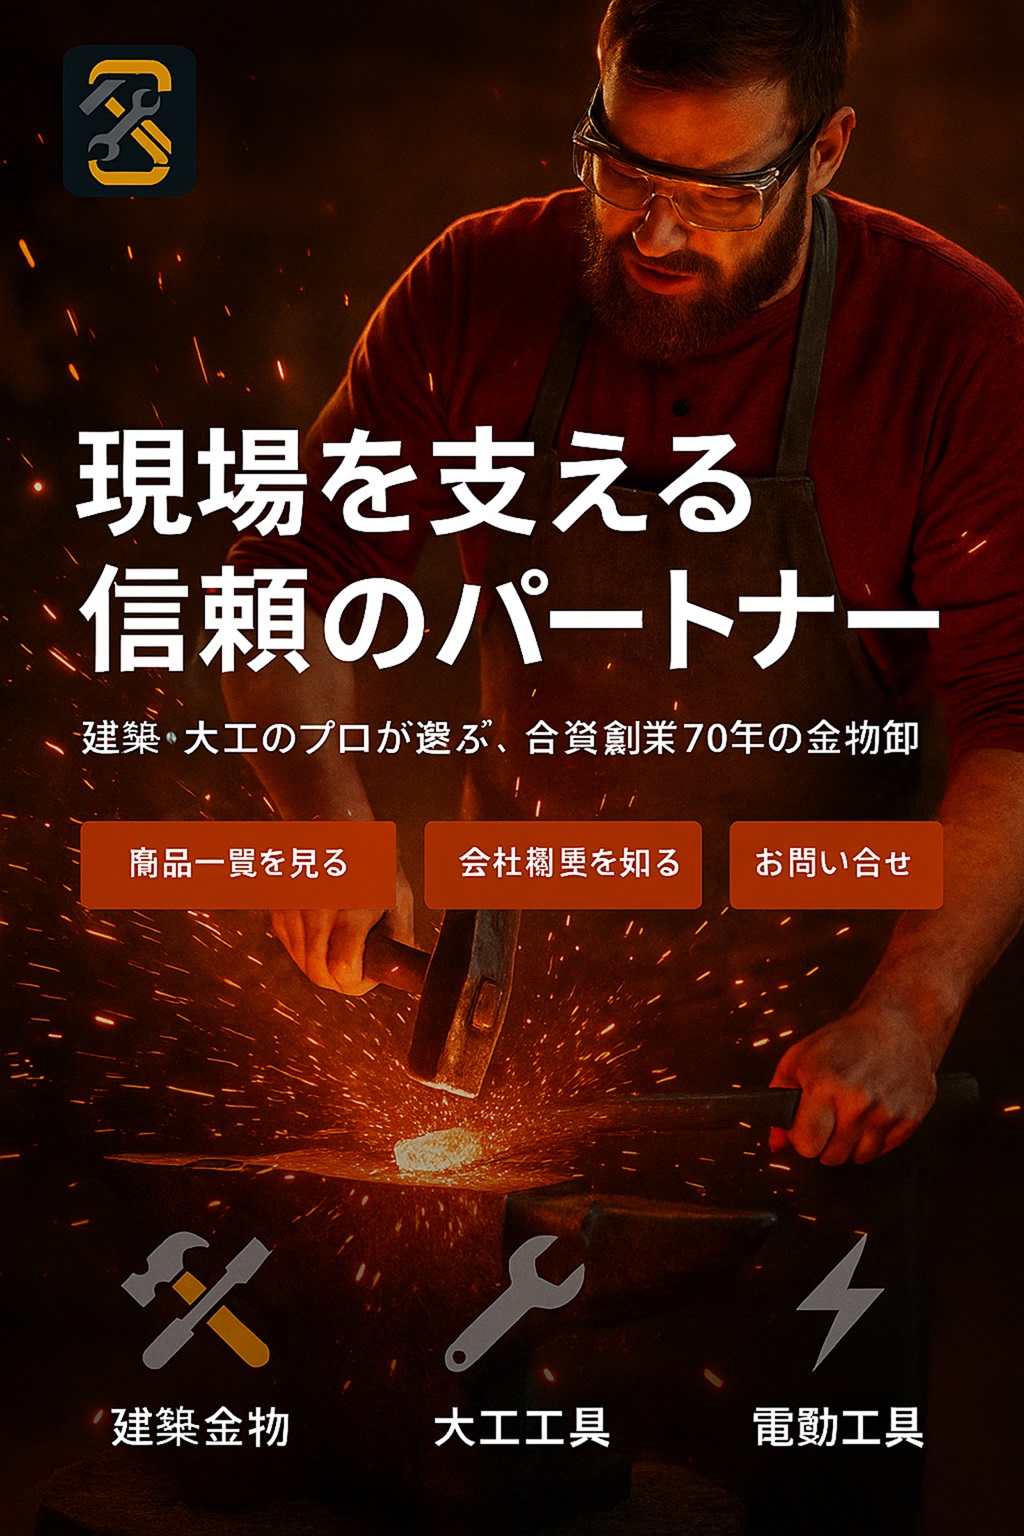 現場を支える
信頼のパートナー
建築・大工のプロが選ぶ、合資創業70年の金物卸
商品一覧を見る
会社を知る
お問い合せ
建築金物
大工工具
電動工具